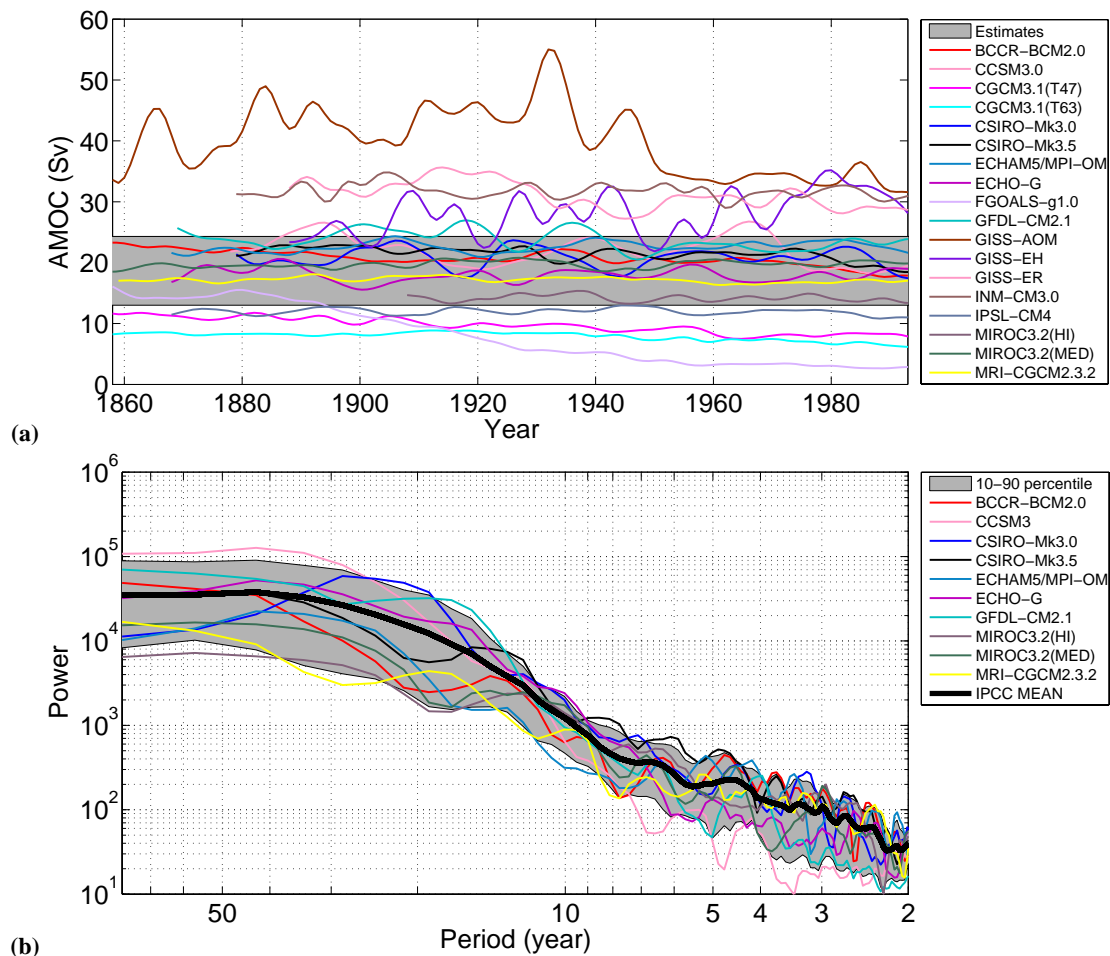 60
50
40
30
20
10
0
AMOC (Sv)
1860
1880
1900
1920
1940
1960
1980
Year
(a)
Estimates
BCCR−BCM2.0
CCSM3.0
CGCM3.1(T47)
CGCM3.1(T63)
CSIRO−Mk3.0
CSIRO−Mk3.5
ECHAM5/MPI−OM
ECHO−G
FGOALS−g1.0
GFDL−CM2.1
GISS−AOM
GISS−EH
GISS−ER
INM−CM3.0
IPSL−CM4
MIROC3.2(HI)
MIROC3.2(MED)
MRI−CGCM2.3.2
10^6
10^5
10^4
10^3
10^2
10^1
Power
50
10
5
4
3
2
Period (year)
(b)
10−90 percentile
BCCR−BCM2.0
CCSM3
CSIRO−Mk3.0
CSIRO−Mk3.5
ECHAM5/MPI−OM
ECHO−G
GFDL−CM2.1
MIROC3.2(HI)
MIROC3.2(MED)
MRI−CGCM2.3.2
IPCC MEAN